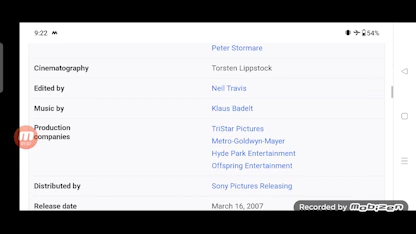 9:22 54%
Peter Stormare
Cinematography Torsten Lippstock
Edited by Neil Travis
Music by Klaus Badelt
Production companies TriStar Pictures
Metro-Goldwyn-Mayer
Hyde Park Entertainment
Offspring Entertainment
Distributed by Sony Pictures Releasing
Release date March 16, 2007
Recorded by Mobizen